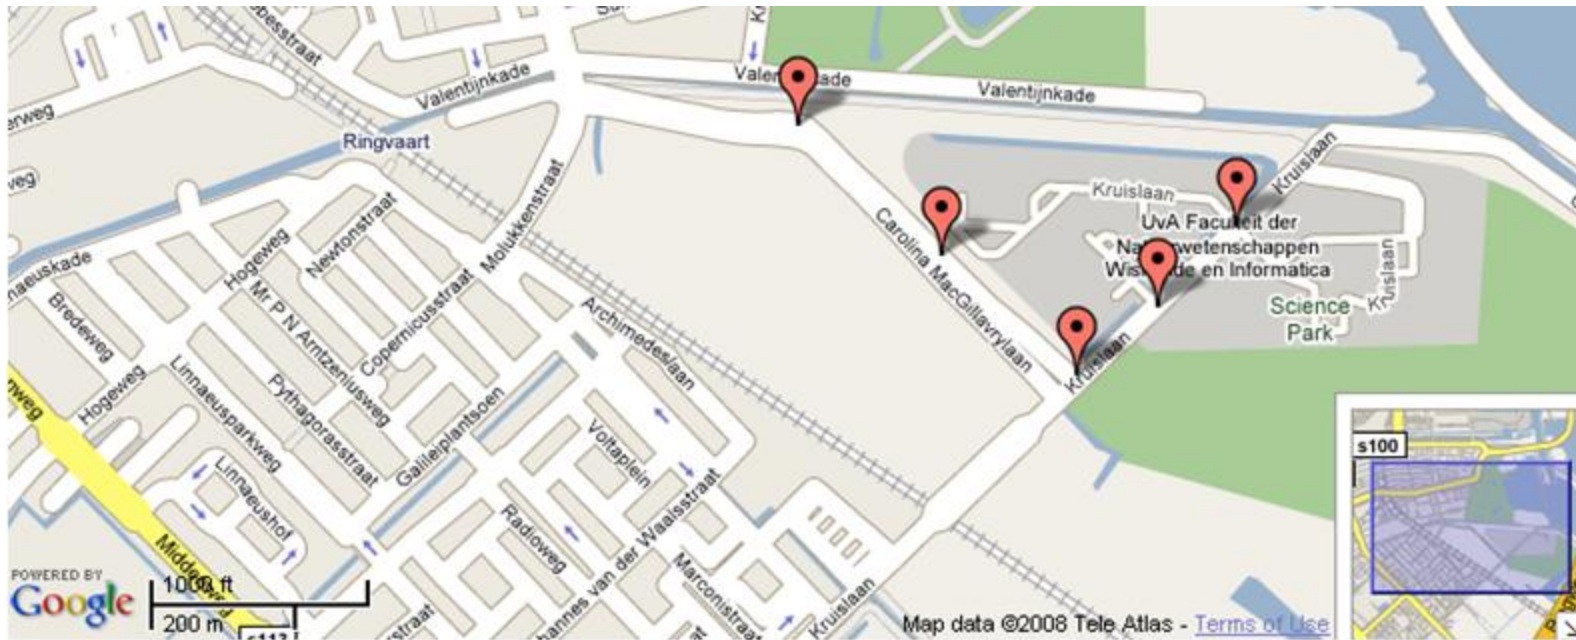 Valentijnkade
Valentijnkade
Kruislaan
Ringvaart
Kruislaan
UvA Faculteit der
Natuurwetenschappen
Wiskunde en Informatica
Newtonstraat
Molukkenstraat
Carolina MacGillavrylaan
Hogeweg
Kruislaan
Bredeweg
Mr P N Arntzeniusweg
Copernicusstraat
Archimedeslaan
Science
Park
Kruislaan
Linnaeusparkweg
Pythagorasstraat
Hogeweg
Galileiplantsoen
Voltaplein
s100
Linnaeushof
Radioweg
Marconistraat
Kruislaan
POWERED BY
Google
1000 ft
200 m
Map data ©2008 Tele Atlas - Terms of Use